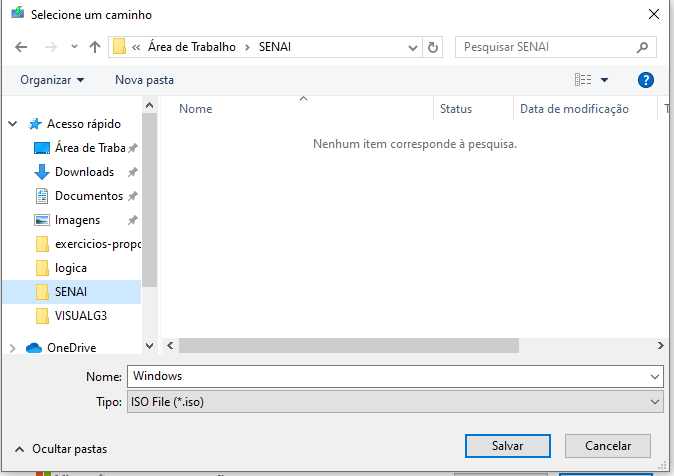 Selecione um caminho
« Área de Trabalho > SENAI
Pesquisar SENAI
Organizar
Nova pasta
?
Nome
Status
Data de modificação
T
Nenhum item corresponde à pesquisa.
Acesso rápido
Área de Traba
Downloads
Documentos
Imagens
exercicios-propo
logica
SENAI
VISUALG3
OneDrive
Nome: Windows
Tipo: ISO File (*.iso)
Ocultar pastas
Salvar
Cancelar